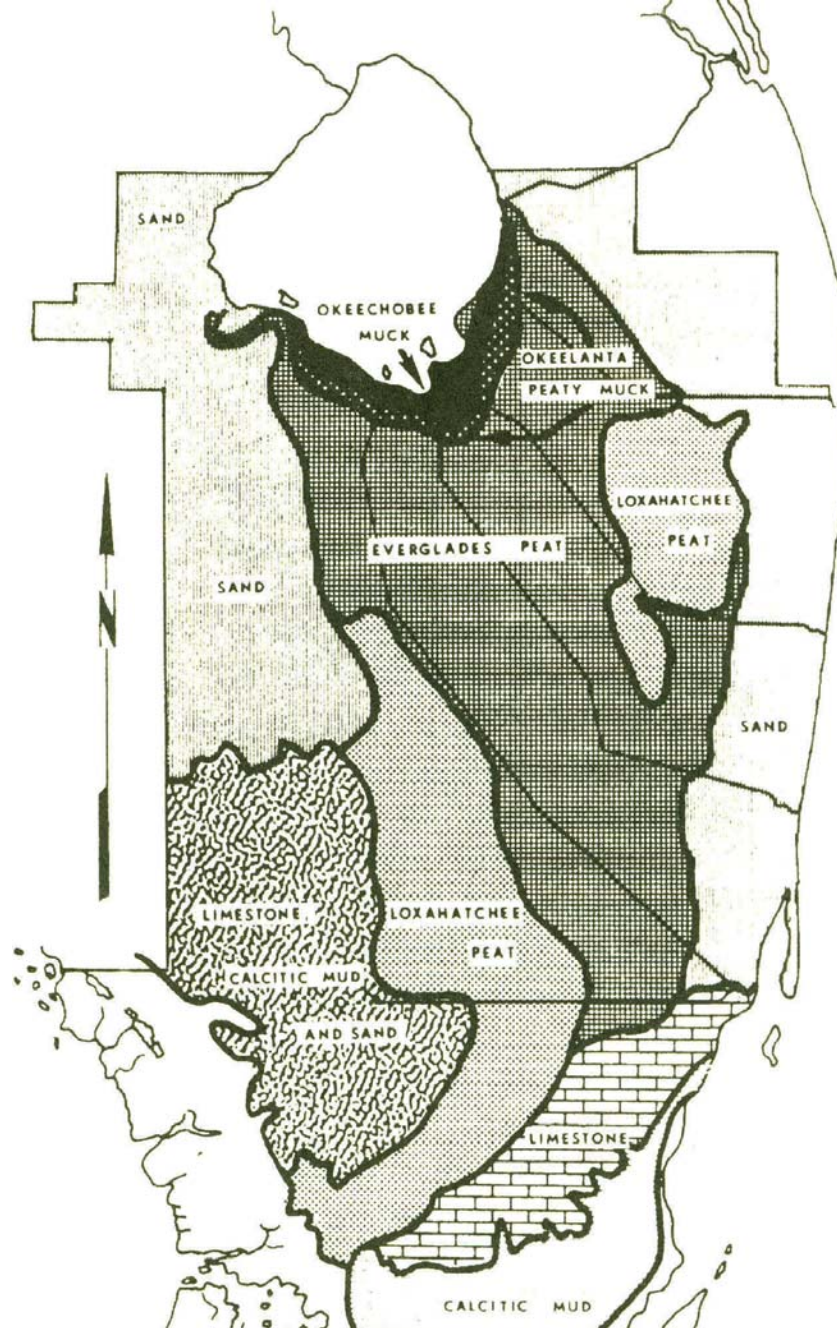 SAND
OKEECHOBEE
MUCK
OKEELANTA
PEATY MUCK
LOXAHATCHEE
PEAT
EVERGLADES PEAT
SAND
N
SAND
LIMESTONE,
CALCITIC MUD
AND SAND
LOXAHATCHEE
PEAT
LIMESTONE
CALCITIC MUD